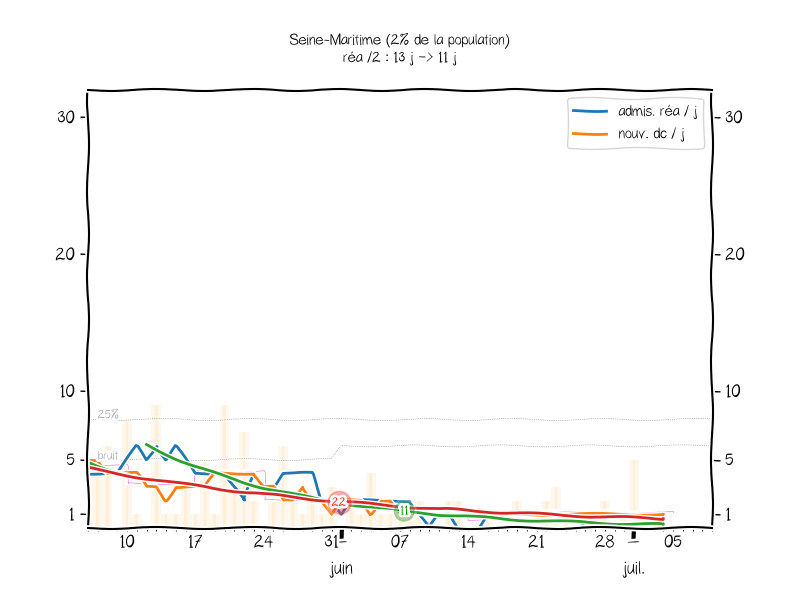 Seine-Maritime (2% de la population)
réa /2 : 13 j -> 11 j
admis. réa / j
nouv. dc / j
30 30
20 20
10 10
25%
bruit
5 5
22
11
1 1
10 17 24 31 07 14 21 28 05
juin juil.